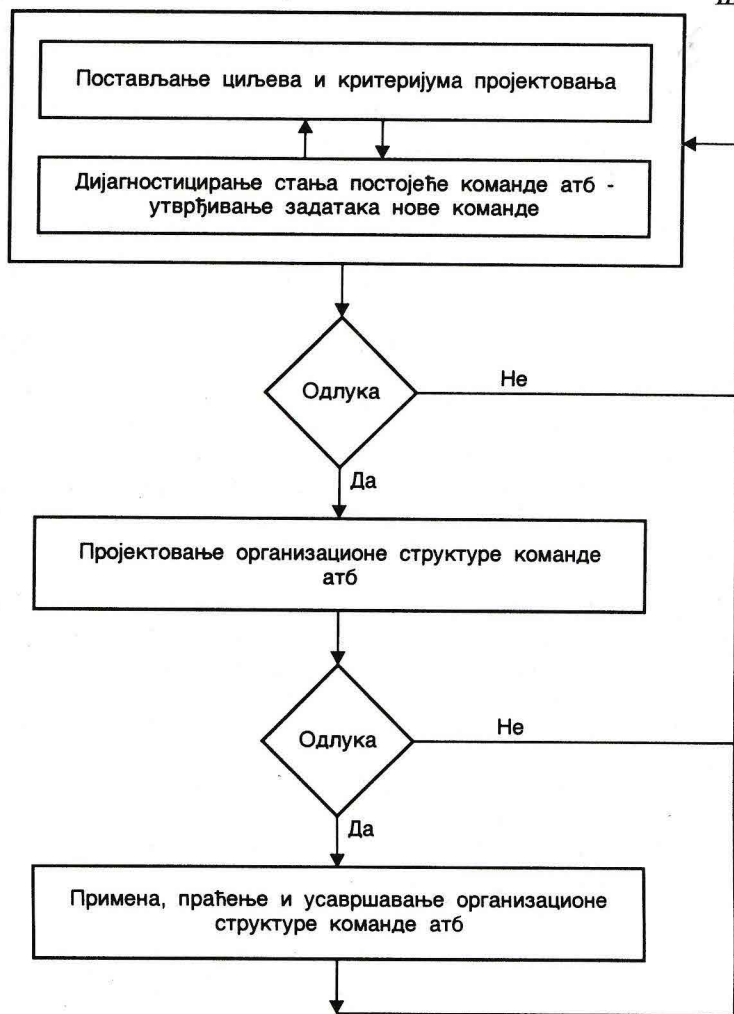 Постављање циљева и критеријума пројектовања
Дијагностицирање стања постојеће команде атб -
утврђивање задатака нове команде
Одлука
Не
Да
Пројектовање организационе структуре команде
атб
Одлука
Не
Да
Примена, праћење и усавршавање организационе
структуре команде атб